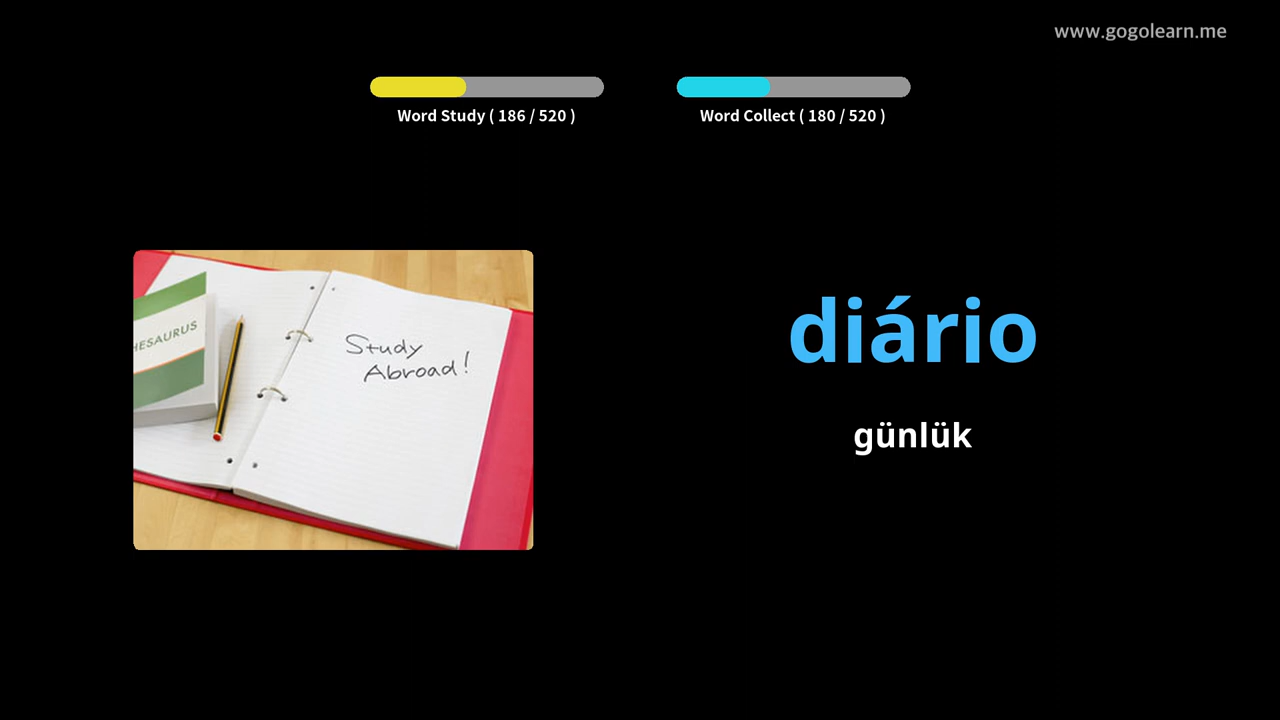 www.gogolearn.me
Word Study ( 186 / 520 )
Word Collect ( 180 / 520 )
HESAURUS
Study
Abroad!
diário
günlük